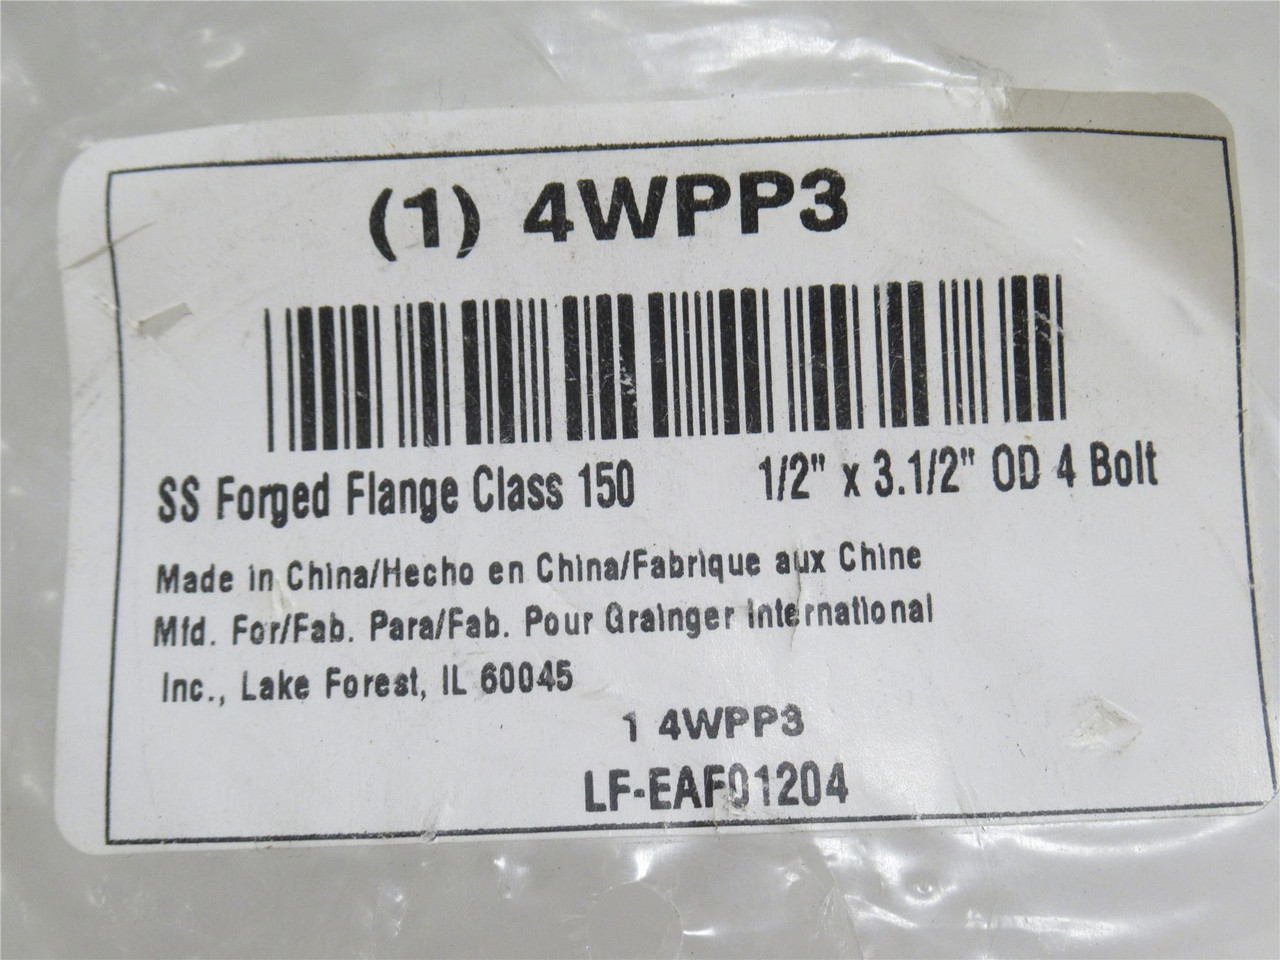 (1) 4WPP3
SS Forged Flange Class 150 1/2" x 3.1/2" OD 4 Bolt
Made in China/Hecho en China/Fabrique aux Chine
Mfd. For/Fab. Para/Fab. Pour Grainger International
Inc., Lake Forest, IL 60045
1 4WPP3
LF-EAF01204